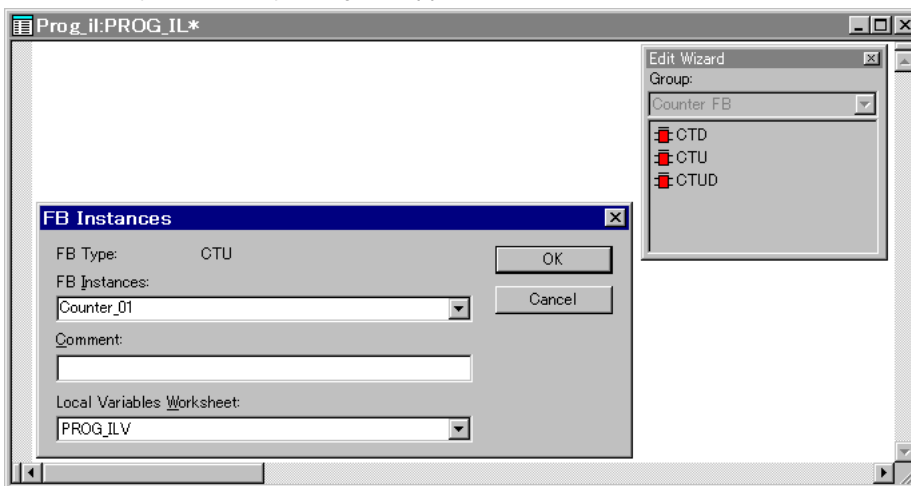 Prog_il:PROG_IL*
Edit Wizard
Group:
Counter FB
CTD
CTU
CTUD
FB Instances
FB Type: CTU
OK
FB Instances:
Counter_01
Cancel
Comment:
Local Variables Worksheet:
PROG_ILV